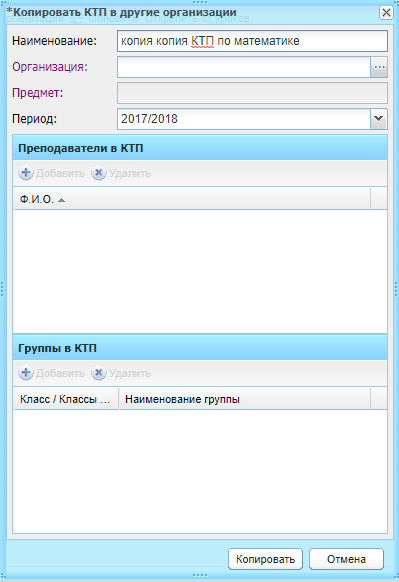 *Копировать КТП в другие организации
Наименование: копия копия КТП по математике
Организация: ...
Предмет:
Период: 2017/2018
Преподаватели в КТП
Добавить Удалить
Ф.И.О.
Группы в КТП
Добавить Удалить
Класс / Классы ... Наименование группы
Копировать Отмена